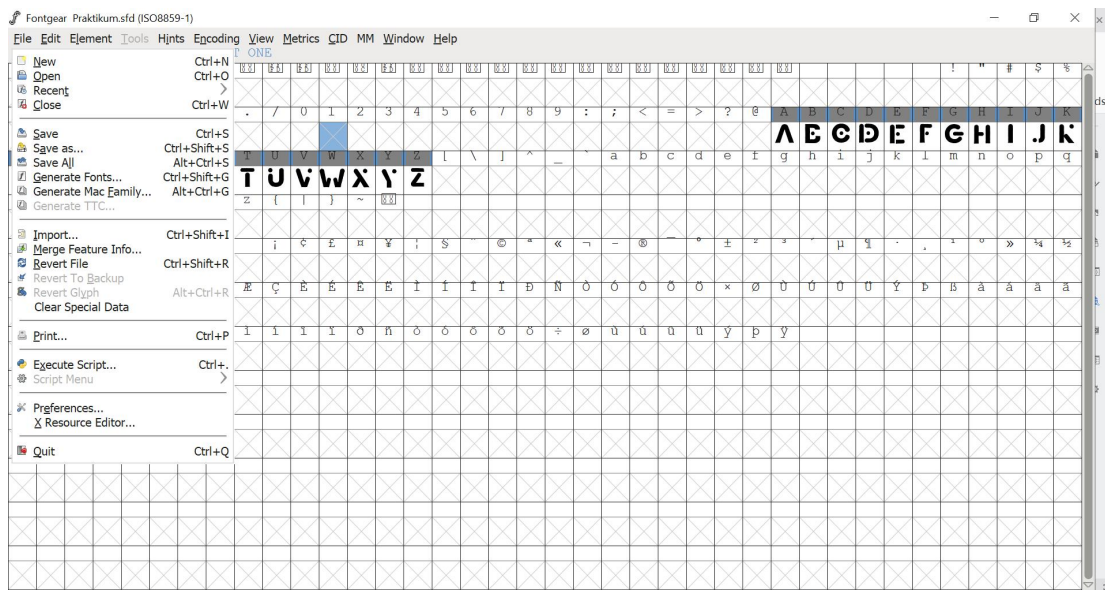 Fontgear Praktikum.sfd (ISO8859-1)
File Edit Element Tools Hints Encoding View Metrics CID MM Window Help
T ONE
New Ctrl+N
Open Ctrl+O
Recent >
Close Ctrl+W
Save Ctrl+S
Save as... Ctrl+Shift+S
Save All Alt+Ctrl+S
Generate Fonts... Ctrl+Shift+G
Generate Mac Family... Alt+Ctrl+G
Generate TTC...
Import... Ctrl+Shift+I
Merge Feature Info...
Revert File Ctrl+Shift+R
Revert To Backup
Revert Glyph Alt+Ctrl+R
Clear Special Data
Print... Ctrl+P
Execute Script... Ctrl+.
Script Menu >
Preferences...
X Resource Editor...
Quit Ctrl+Q
! " # $ %
. / 0 1 2 3 4 5 6 7 8 9 : ; < = > ? @ A B C D E F G H I J K
A B C D E F G H I J K
T U V W X Y Z [ \ ] ^ _ ` a b c d e f g h i j k l m n o p q
T U V W X Y Z
z { | } ~
¡ ¢ £ ¤ ¥ ¦ § ¨ © ª « ¬ - ® ¯ ° ± ² ³ ´ µ ¶ · ¸ ¹ º » ¼ ½
Æ Ç È É Ê Ë Ì Í Î Ï Ð Ñ Ò Ó Ô Õ Ö × Ø Ù Ú Û Ü Ý Þ ß à á â ã
ì í î ï ð ñ ò ó ô õ ö ÷ ø ù ú û ü ý þ ÿ